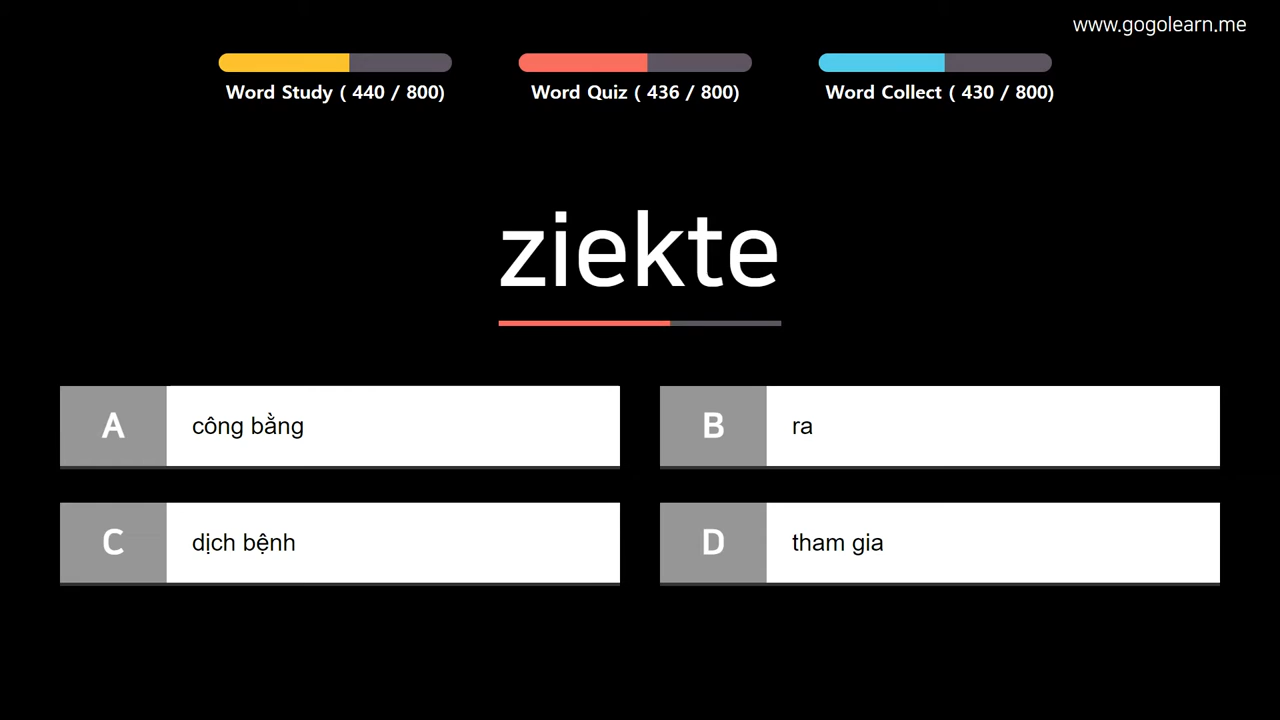 www.gogolearn.me
Word Study ( 440 / 800)
Word Quiz ( 436 / 800)
Word Collect ( 430 / 800)
ziekte
A công bằng
B ra
C dịch bệnh
D tham gia